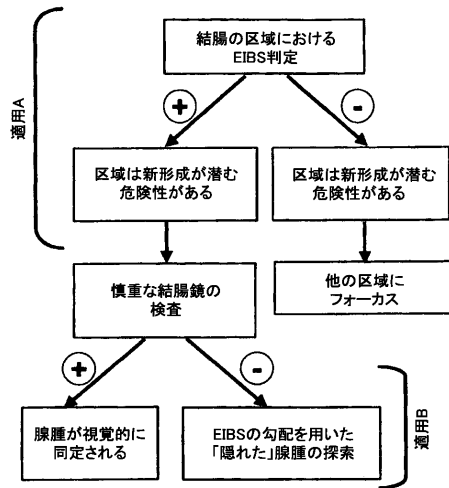 結腸の区域における
EIBS判定
+
-
適用A
区域は新形成が潜む
危険性がある
区域は新形成が潜む
危険性がある
慎重な結腸鏡の
検査
他の区域に
フォーカス
+
-
腺腫が視覚的に
同定される
EIBSの勾配を用いた
「隠れた」腺腫の探索
適用B